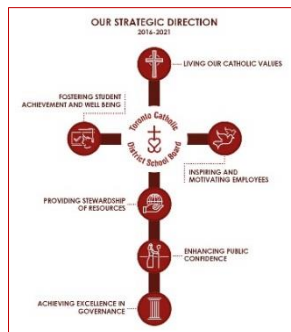 OUR STRATEGIC DIRECTION
2016-2021
LIVING OUR CATHOLIC VALUES
FOSTERING STUDENT
ACHIEVEMENT AND WELL BEING
Toronto Catholic
District School Board
INSPIRING AND
MOTIVATING EMPLOYEES
PROVIDING STEWARDSHIP
OF RESOURCES
ENHANCING PUBLIC
CONFIDENCE
ACHIEVING EXCELLENCE IN
GOVERNANCE